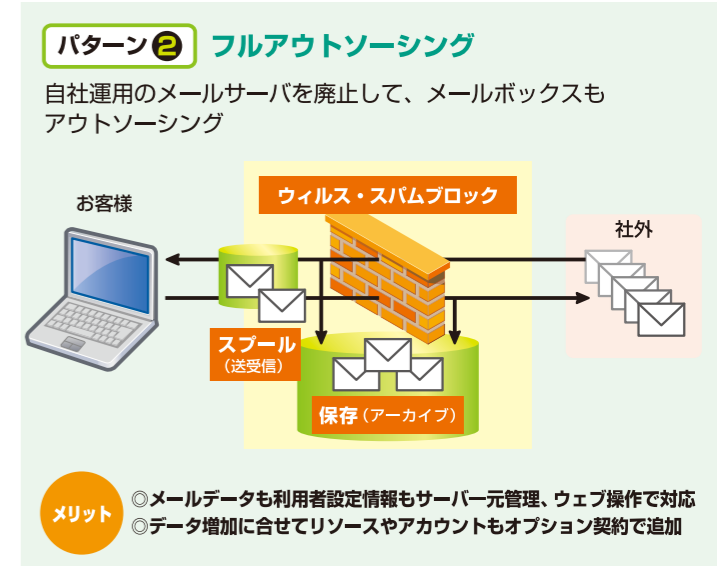 パターン❷ フルアウトソーシング
自社運用のメールサーバを廃止して、メールボックスも
アウトソーシング
ウィルス・スパムブロック
お客様
社外
スプール
（送受信）
保存（アーカイブ）
メリット
◎メールデータも利用者設定情報もサーバ一元管理、ウェブ操作で対応
◎データ増加に合せてリソースやアカウントもオプション契約で追加